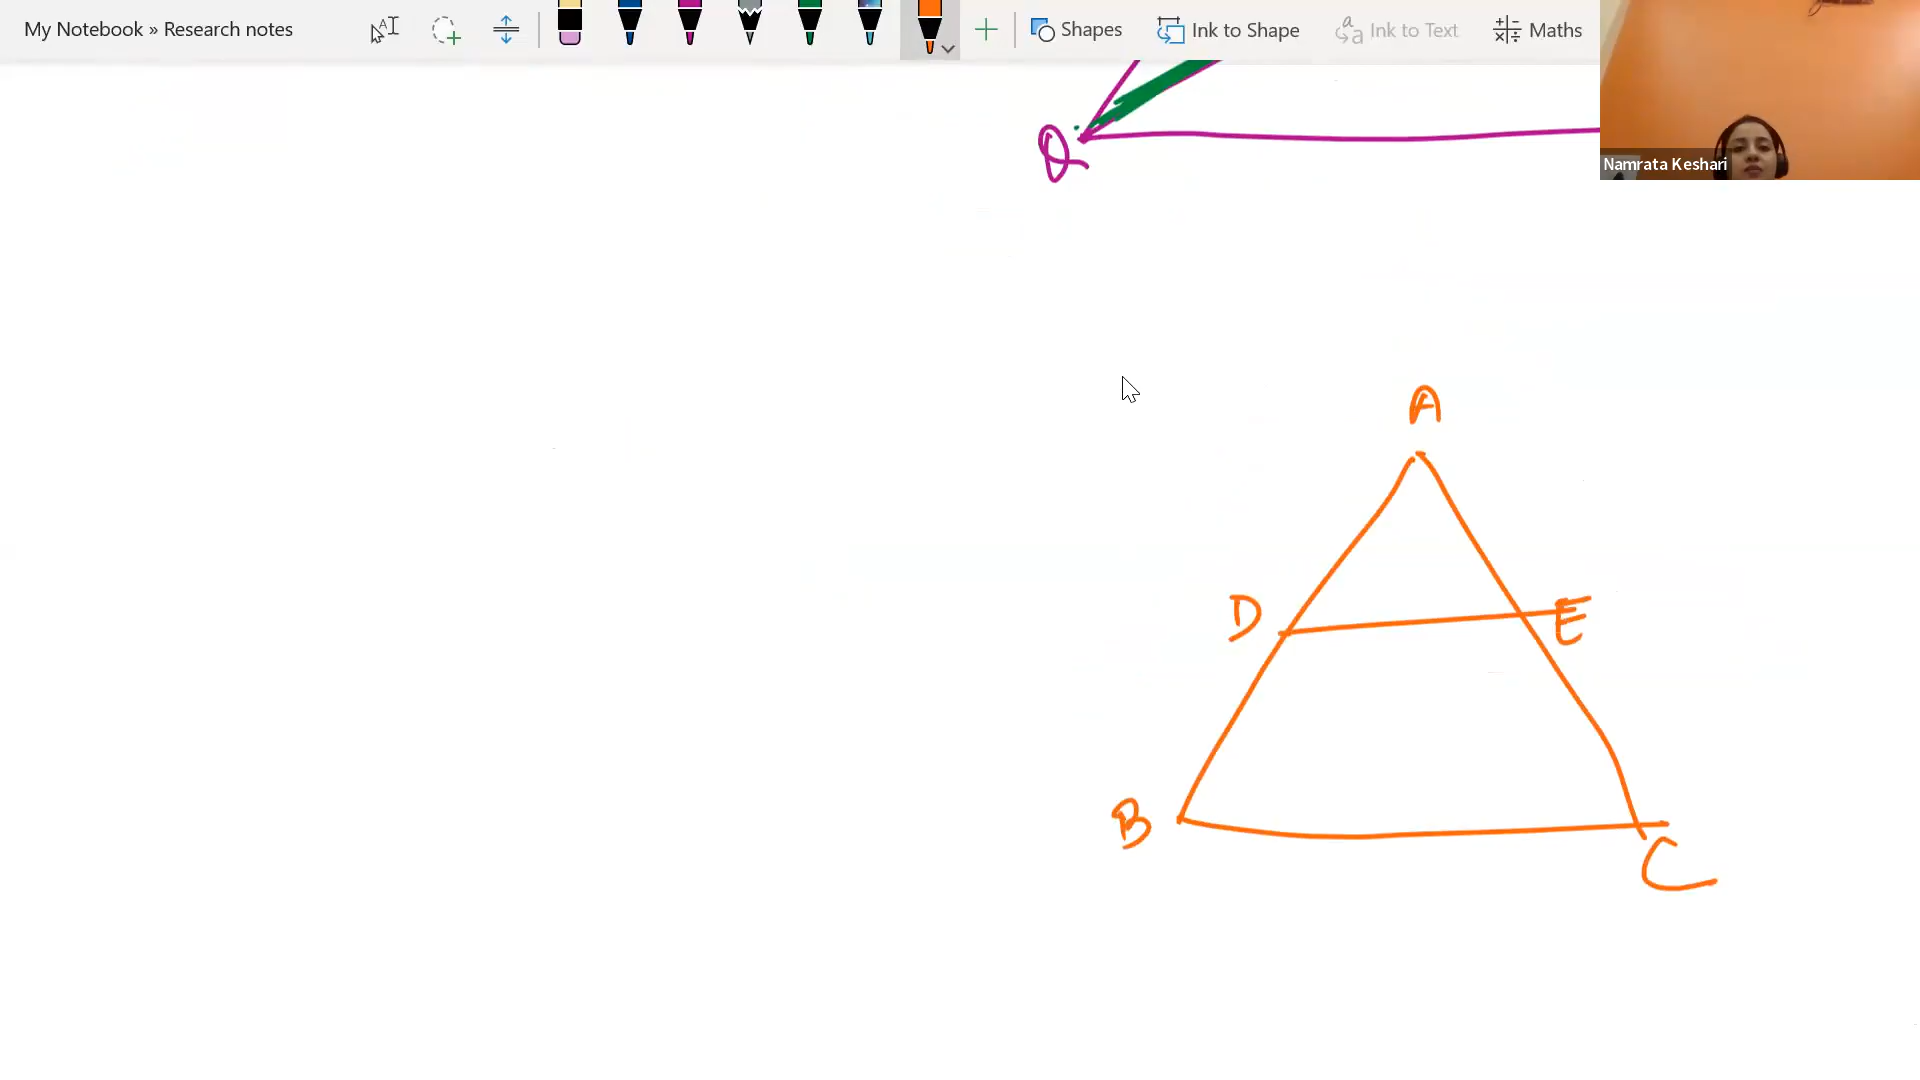 My Notebook » Research notes
Shapes
Ink to Shape
Ink to Text
Maths
Namrata Keshari
Q
A
D
E
B
C